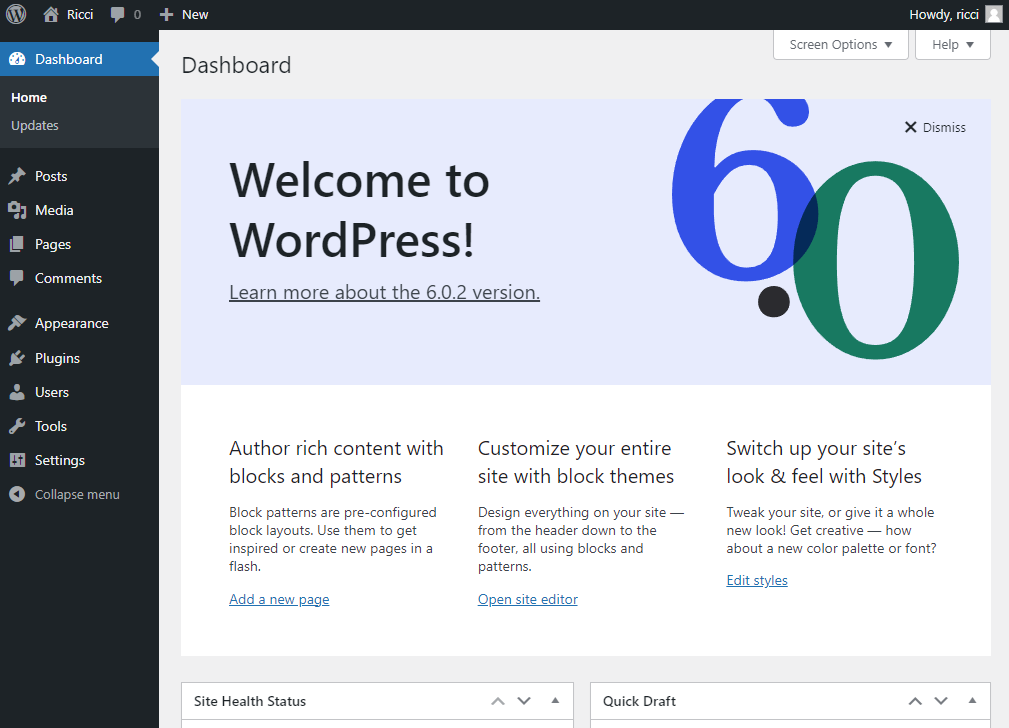 Ricci
0
New
Howdy, ricci
Dashboard
Home
Updates
Posts
Media
Pages
Comments
Appearance
Plugins
Users
Tools
Settings
Collapse menu
Screen Options
Help
Dashboard
Dismiss
6.0
Welcome to
WordPress!
Learn more about the 6.0.2 version.
Author rich content with
blocks and patterns
Block patterns are pre-configured
block layouts. Use them to get
inspired or create new pages in a
flash.
Add a new page
Customize your entire
site with block themes
Design everything on your site —
from the header down to the
footer, all using blocks and
patterns.
Open site editor
Switch up your site’s
look & feel with Styles
Tweak your site, or give it a whole
new look! Get creative — how
about a new color palette or font?
Edit styles
Site Health Status
Quick Draft